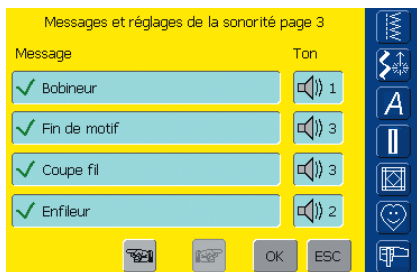 Messages et réglages de la sonorité page 3
Message Ton
Bobineur 1
Fin de motif 3
Coupe fil 3
Enfileur 2
OK ESC
A